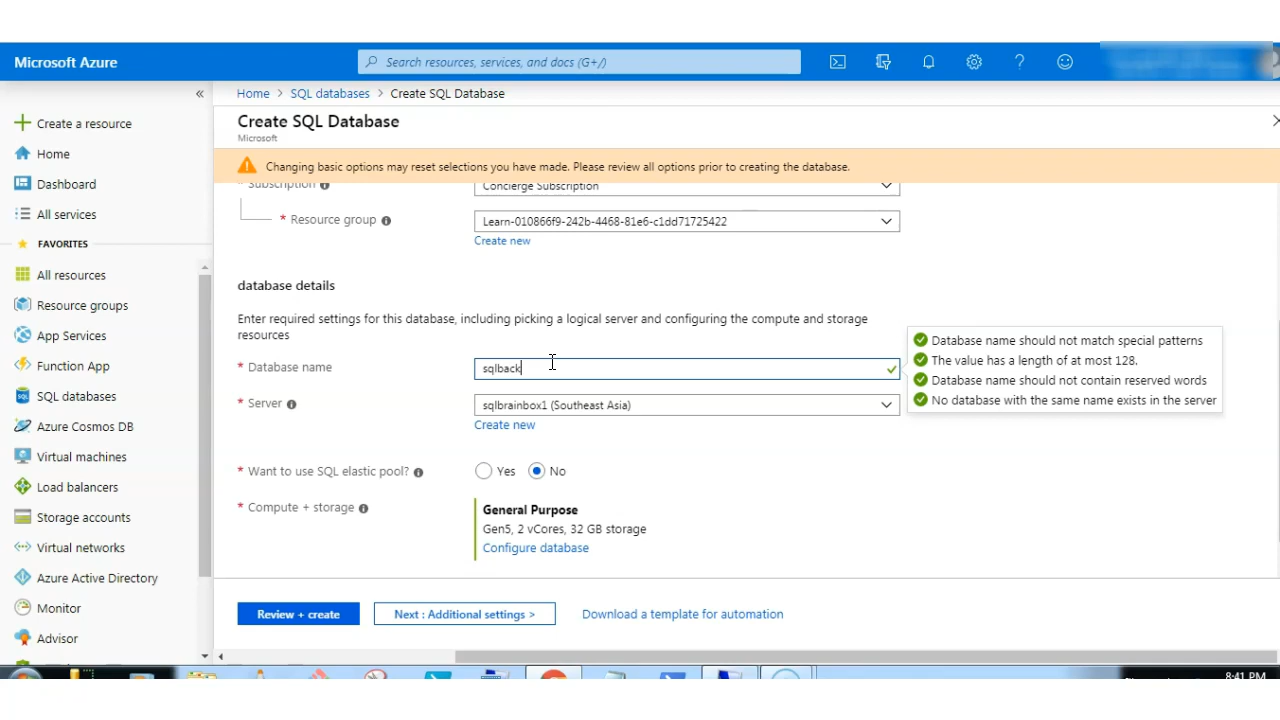 Microsoft Azure
Search resources, services, and docs (G+/)
«
Home > SQL databases > Create SQL Database
Create a resource
Home
Dashboard
All services
FAVORITES
All resources
Resource groups
App Services
Function App
SQL databases
Azure Cosmos DB
Virtual machines
Load balancers
Storage accounts
Virtual networks
Azure Active Directory
Monitor
Advisor
Create SQL Database
Microsoft
Changing basic options may reset selections you have made. Please review all options prior to creating the database.
* Subscription
Concierge Subscription
* Resource group
Learn-010866f9-242b-4468-81e6-c1dd71725422
Create new
database details
Enter required settings for this database, including picking a logical server and configuring the compute and storage
resources
* Database name
sqlback
Database name should not match special patterns
The value has a length of at most 128.
Database name should not contain reserved words
No database with the same name exists in the server
* Server
sqlbrainbox1 (Southeast Asia)
Create new
* Want to use SQL elastic pool?
Yes
No
* Compute + storage
General Purpose
Gen5, 2 vCores, 32 GB storage
Configure database
Review + create
Next : Additional settings >
Download a template for automation
8:41 PM